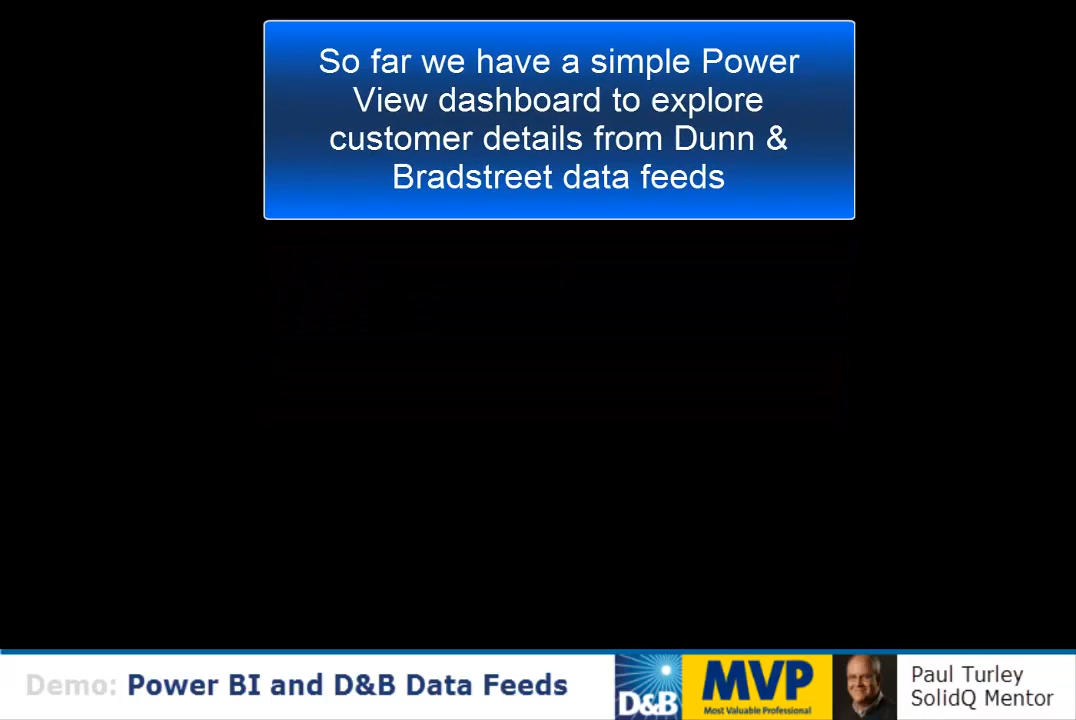 So far we have a simple Power
View dashboard to explore
customer details from Dunn &
Bradstreet data feeds
Demo: Power BI and D&B Data Feeds
D&B
MVP
Most Valuable Professional
Paul Turley
SolidQ Mentor